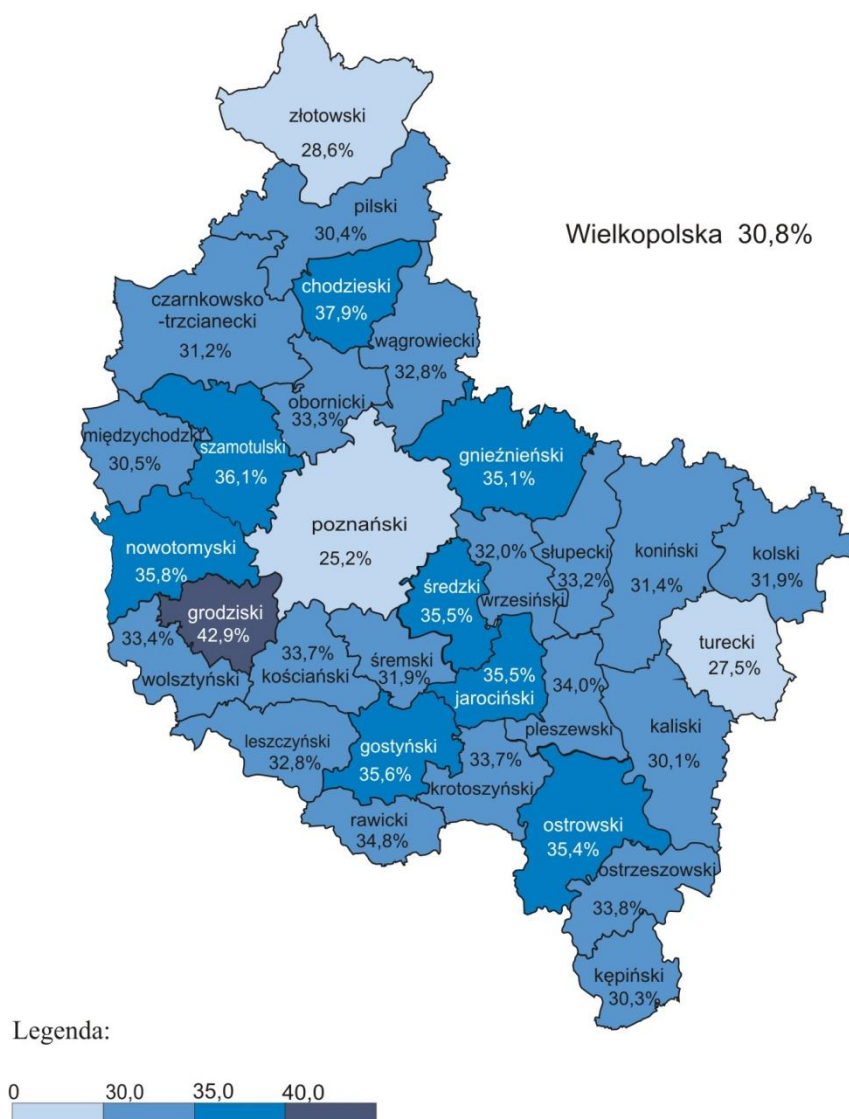 złotowski
28,6%
pilski
30,4%
Wielkopolska 30,8%
chodzieski
37,9%
czarnkowsko
-trzcianecki
31,2%
wągrowiecki
32,8%
obornicki
33,3%
międzychodzki
30,5%
szamotulski
36,1%
gnieźnieński
35,1%
poznański
25,2%
nowotomyski
35,8%
32,0%
wrzesiński
słupecki
33,2%
koniński
31,4%
kolski
31,9%
średzki
35,5%
grodziski
42,9%
33,4%
wolsztyński
33,7%
kościański
śremski
31,9%
35,5%
jarociński
34,0%
pleszewski
turecki
27,5%
kaliski
30,1%
leszczyński
32,8%
gostyński
35,6%
33,7%
krotoszyński
rawicki
34,8%
ostrowski
35,4%
ostrzeszowski
33,8%
kępiński
30,3%
Legenda:
0 30,0 35,0 40,0